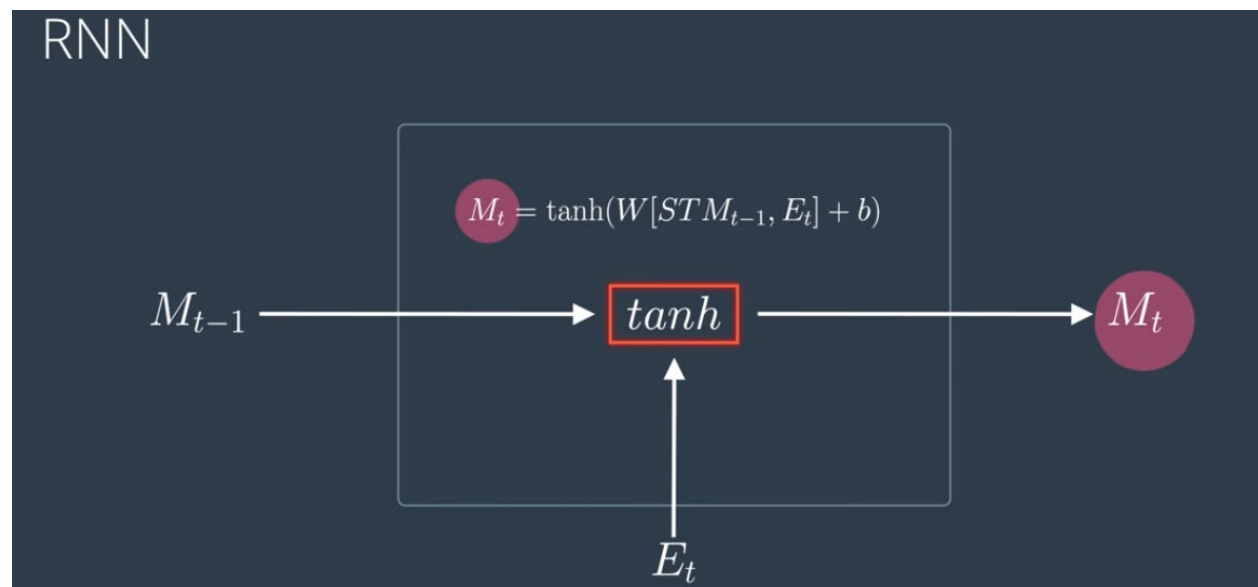 RNN
M_t = tanh(W[STM_{t−1}, E_t] + b)
M_{t−1} tanh M_t
E_t